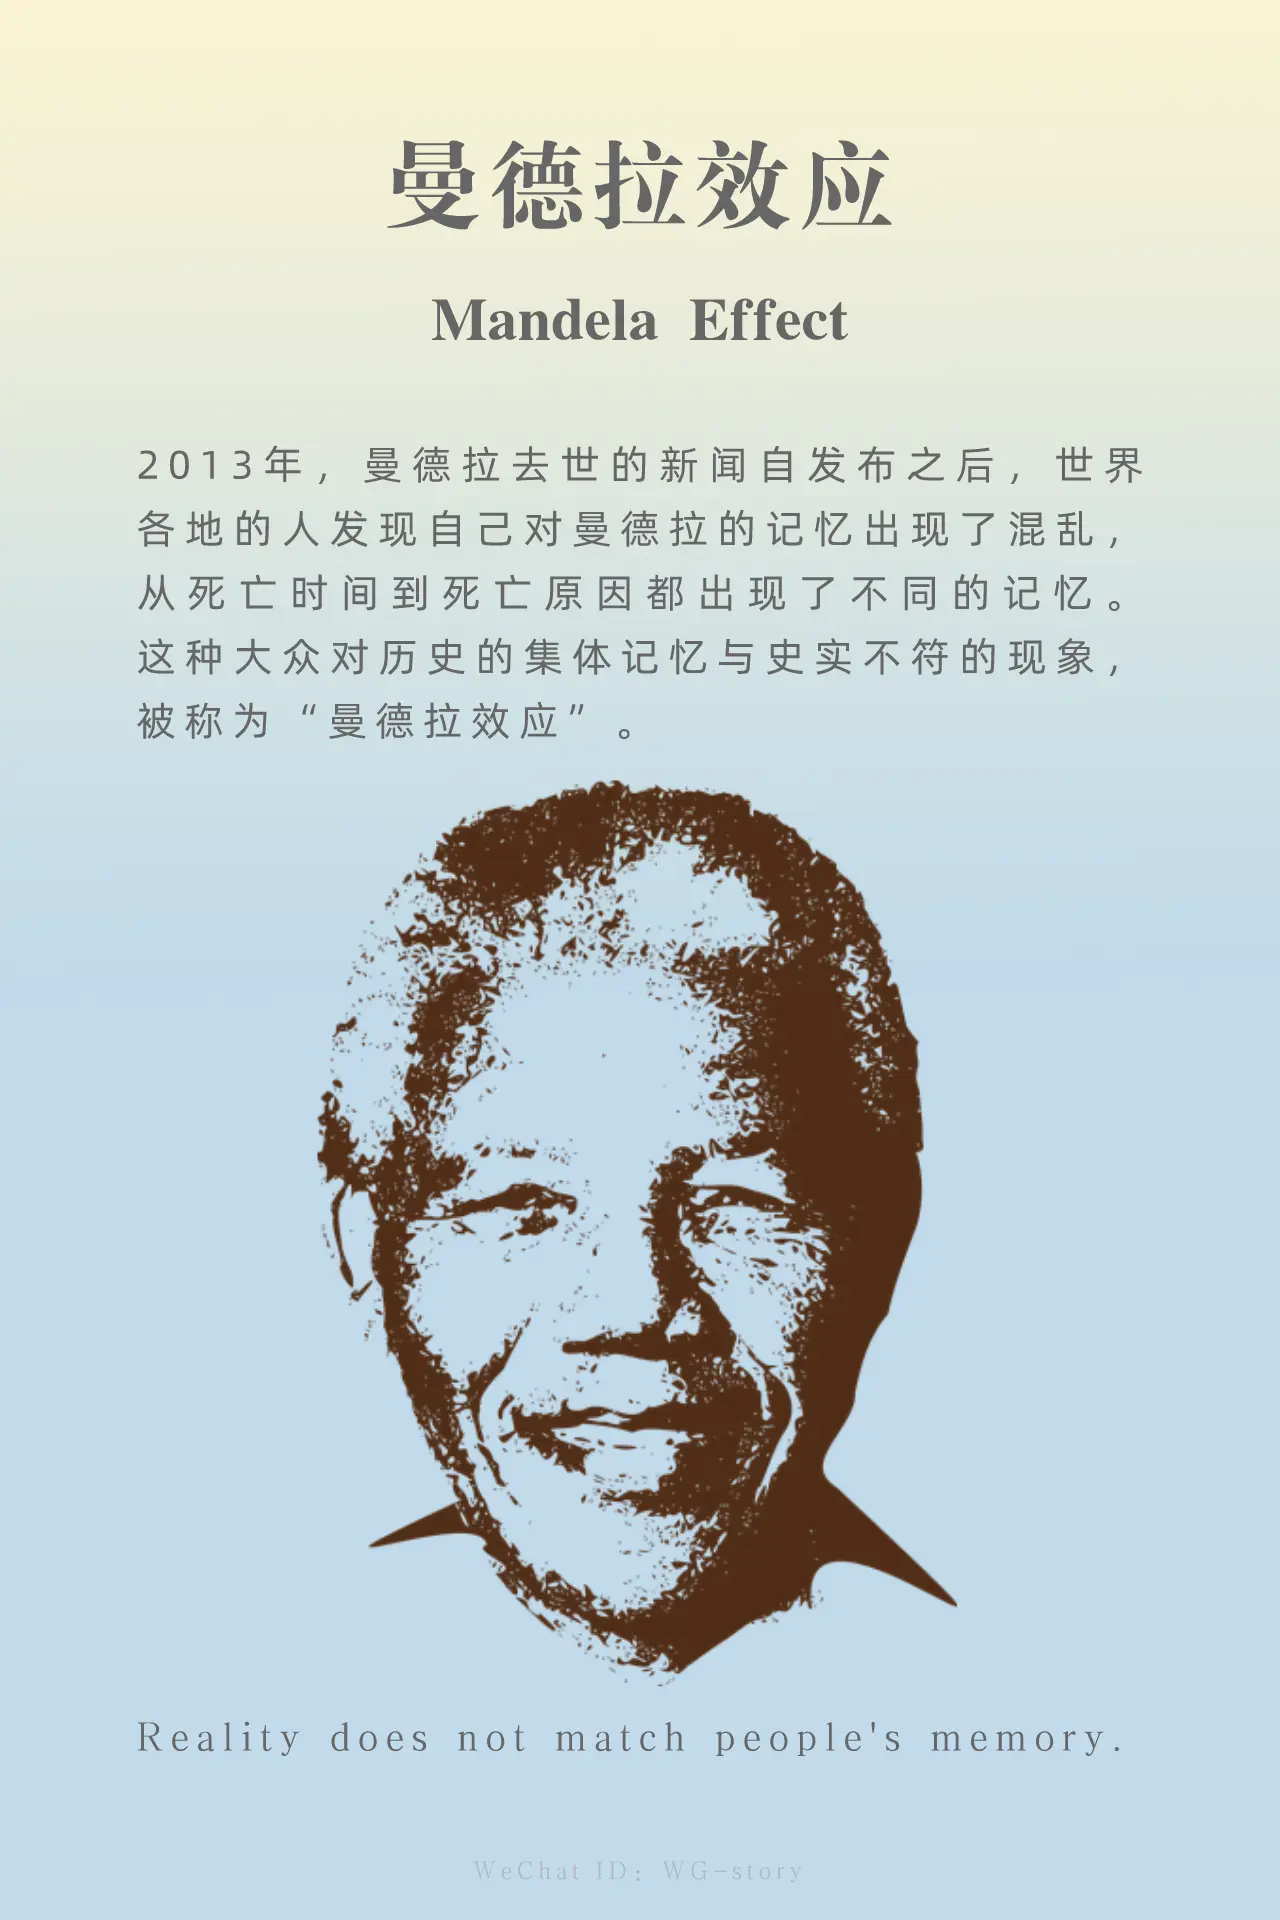 曼德拉效应
Mandela Effect
2013年，曼德拉去世的新闻自发布之后，世界
各地的人发现自己对曼德拉的记忆出现了混乱，
从死亡时间到死亡原因都出现了不同的记忆。
这种大众对历史的集体记忆与史实不符的现象，
被称为“曼德拉效应”。
Reality does not match people's memory.
WeChat ID：WG-story